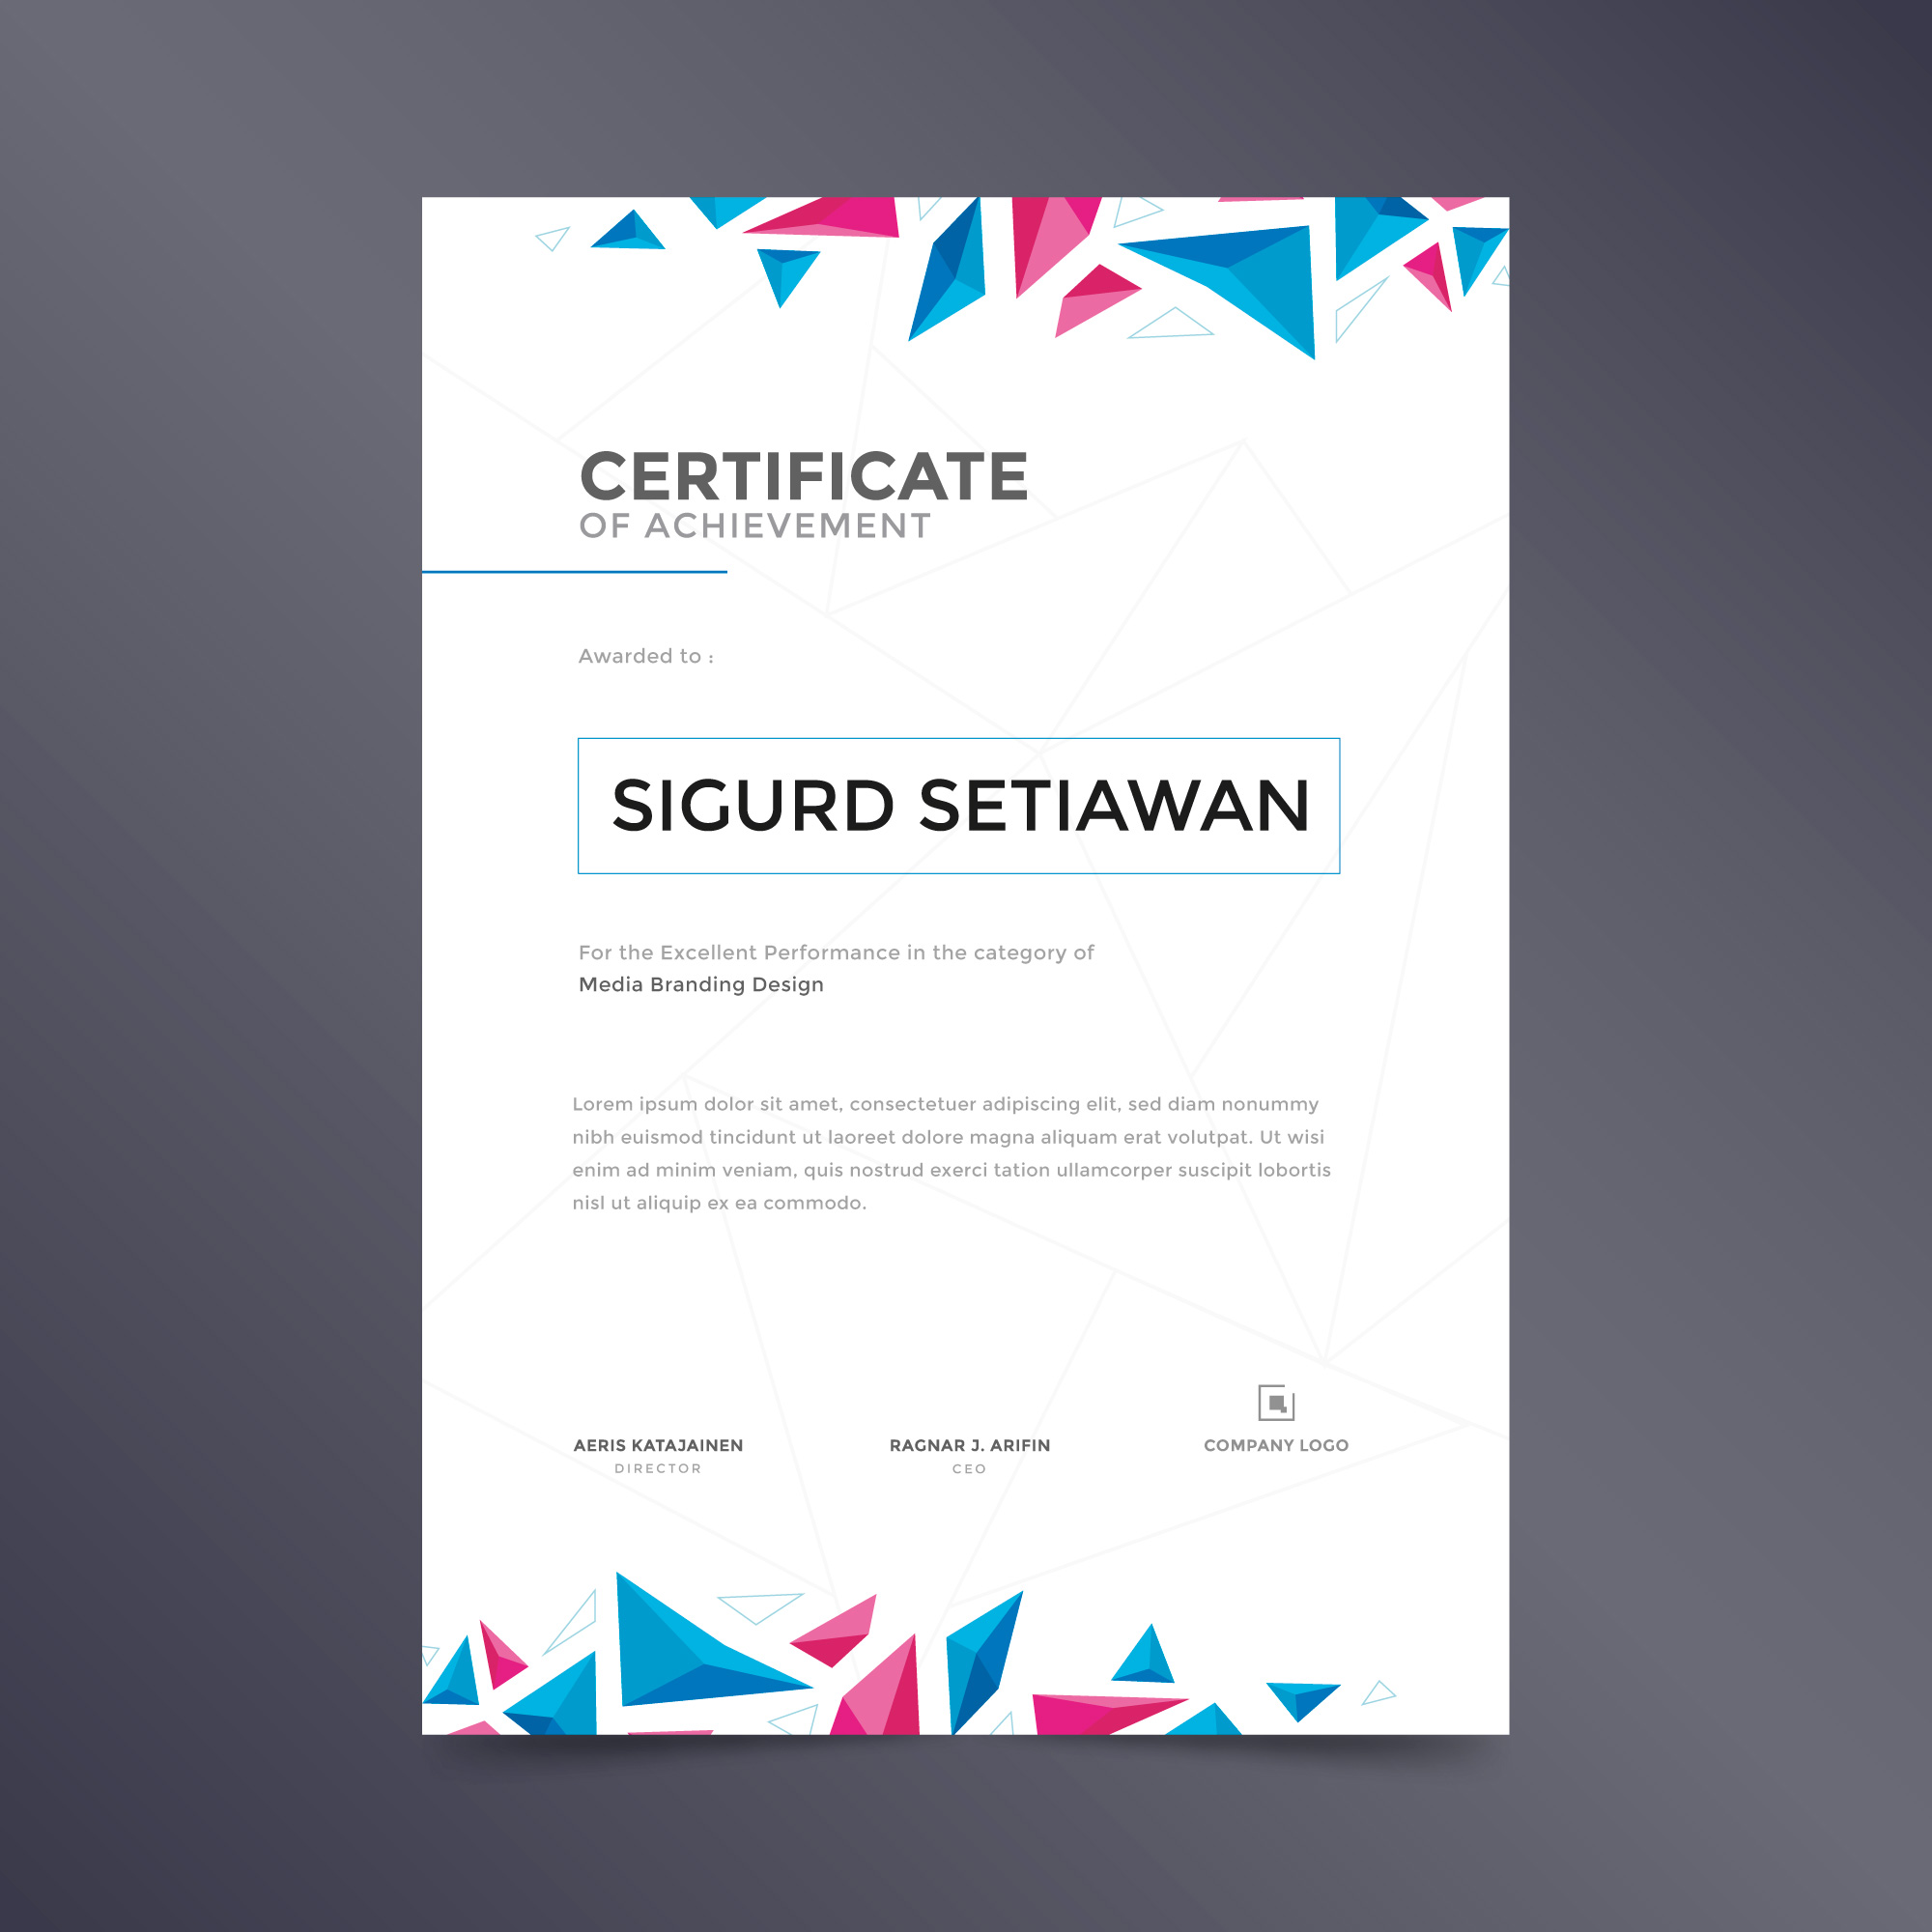 CERTIFICATE
OF ACHIEVEMENT
Awarded to :
SIGURD SETIAWAN
For the Excellent Performance in the category of
Media Branding Design
Lorem ipsum dolor sit amet, consectetuer adipiscing elit, sed diam nonummy
nibh euismod tincidunt ut laoreet dolore magna aliquam erat volutpat. Ut wisi
enim ad minim veniam, quis nostrud exerci tation ullamcorper suscipit lobortis
nisl ut aliquip ex ea commodo.
AERIS KATAJAINEN
DIRECTOR
RAGNAR J. ARIFIN
CEO
COMPANY LOGO